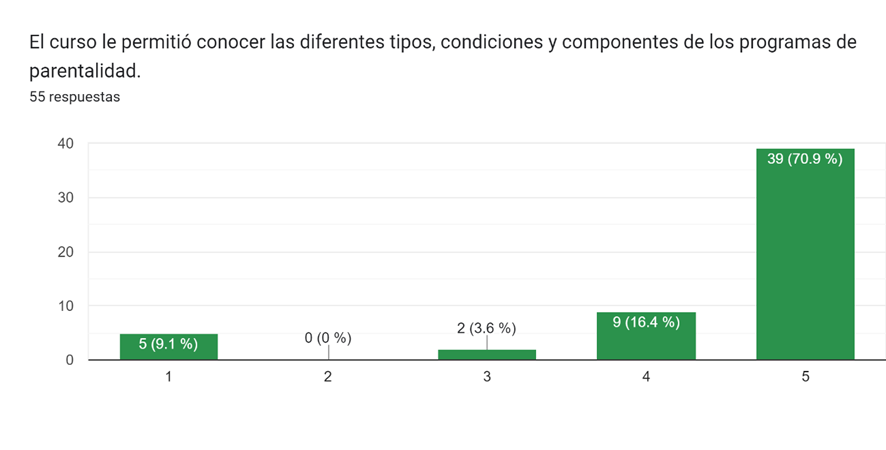 El curso le permitió conocer las diferentes tipos, condiciones y componentes de los programas de
parentalidad.
55 respuestas
40
30
20
10
0
5 (9.1 %)
0 (0 %)
2 (3.6 %)
9 (16.4 %)
39 (70.9 %)
1
2
3
4
5